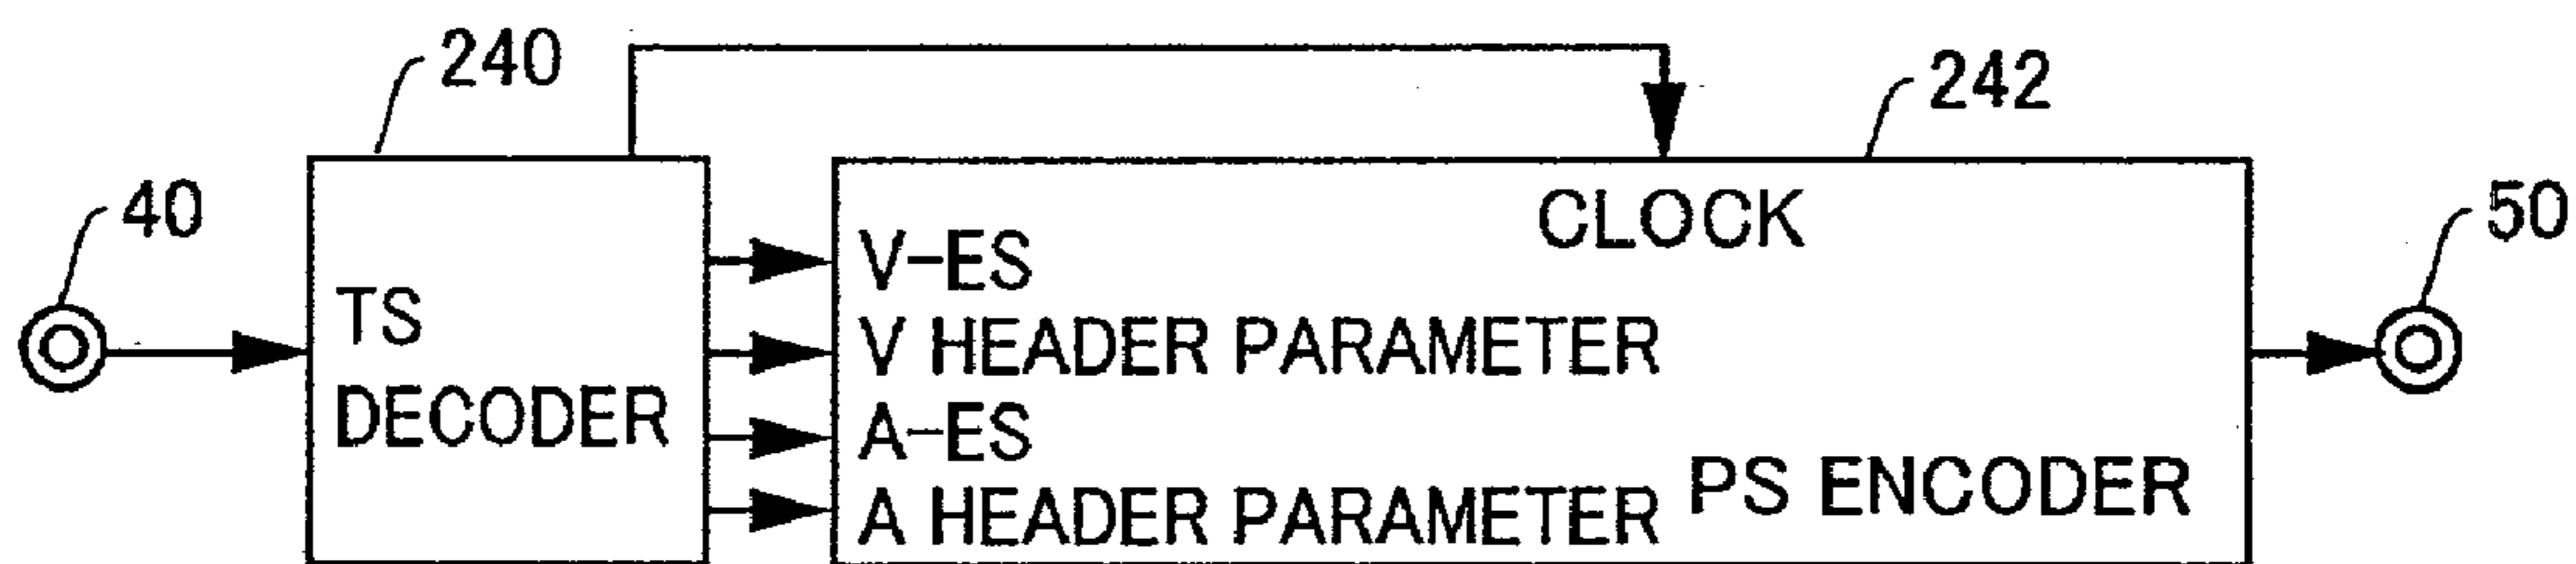 240
242
40
50
TS
DECODER
CLOCK
V-ES
V HEADER PARAMETER
A-ES
A HEADER PARAMETER
PS ENCODER